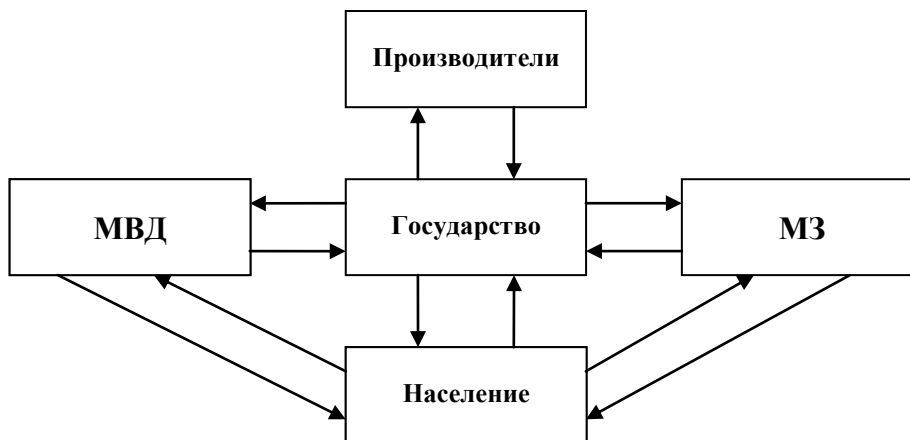 Производители
МВД
Государство
МЗ
Население